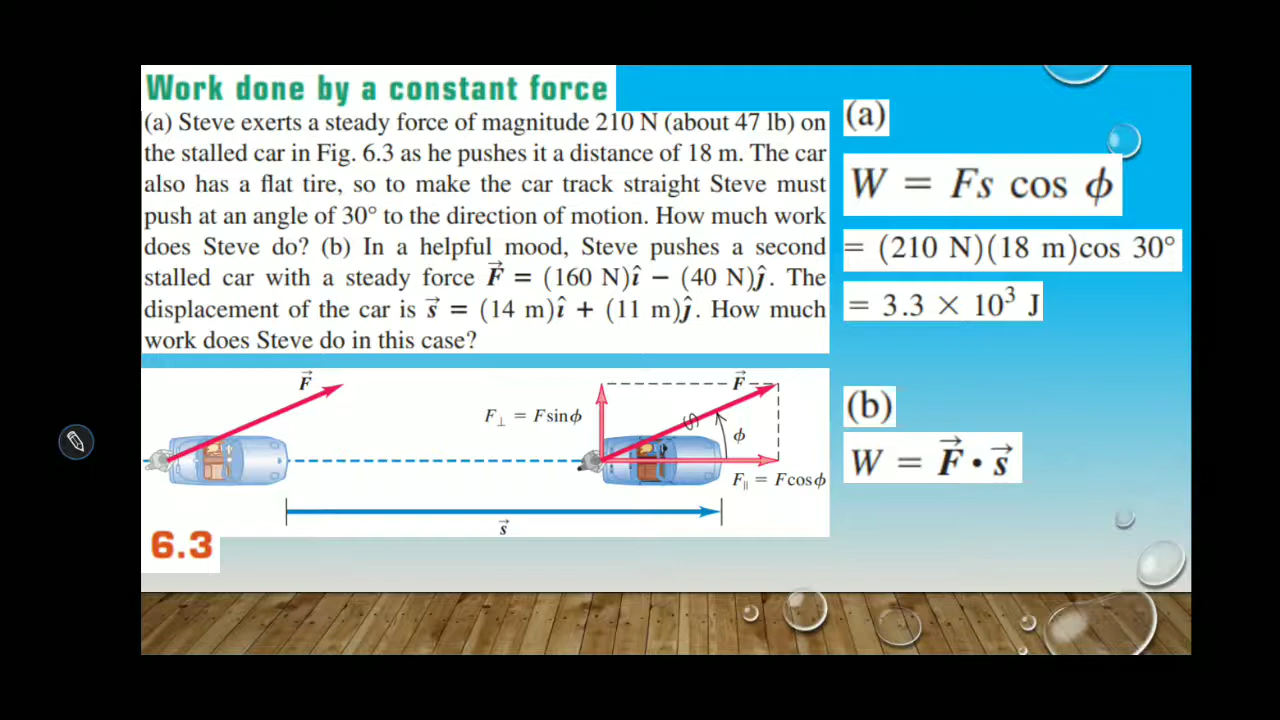 Work done by a constant force
(a) Steve exerts a steady force of magnitude 210 N (about 47 lb) on
the stalled car in Fig. 6.3 as he pushes it a distance of 18 m. The car
also has a flat tire, so to make the car track straight Steve must
push at an angle of 30° to the direction of motion. How much work
does Steve do? (b) In a helpful mood, Steve pushes a second
stalled car with a steady force F⃗ = (160 N)î − (40 N)ĵ. The
displacement of the car is s⃗ = (14 m)î + (11 m)ĵ. How much
work does Steve do in this case?
F⃗
F⊥ = F sin ϕ
F⃗
ϕ
F∥ = F cos ϕ
s⃗
6.3
(a)
W = Fs cos ϕ
= (210 N)(18 m)cos 30°
= 3.3 × 10³ J
(b)
W = F⃗ • s⃗